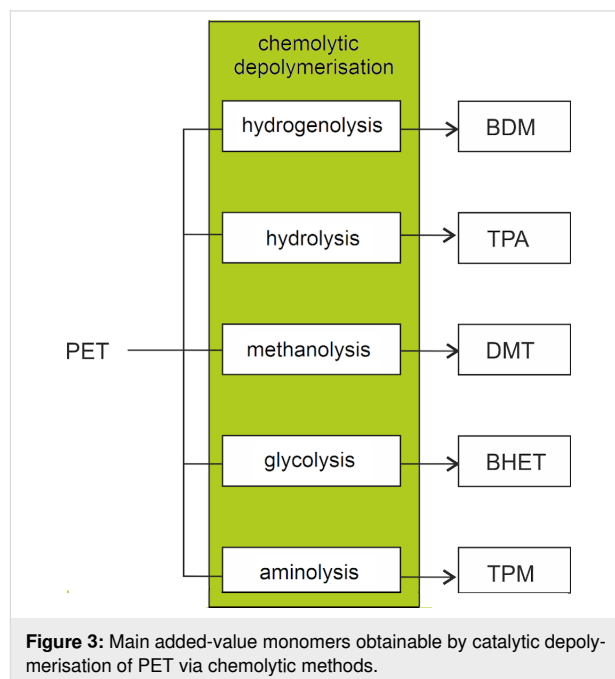 chemolytic
depolymerisation
hydrogenolysis
BDM
hydrolysis
TPA
PET
methanolysis
DMT
glycolysis
BHET
aminolysis
TPM
Figure 3: Main added-value monomers obtainable by catalytic depoly-
merisation of PET via chemolytic methods.